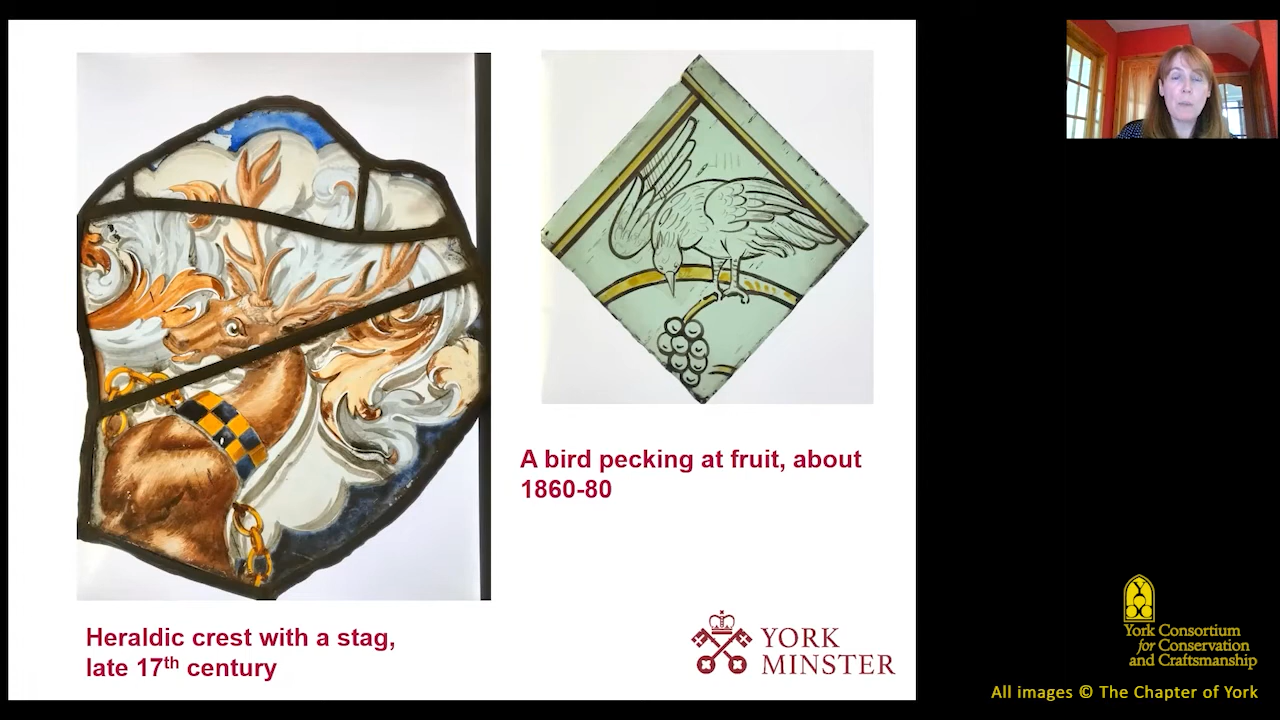 A bird pecking at fruit, about
1860-80
Heraldic crest with a stag,
late 17th century
YORK
MINSTER
York Consortium
for Conservation
and Craftsmanship
All images © The Chapter of York